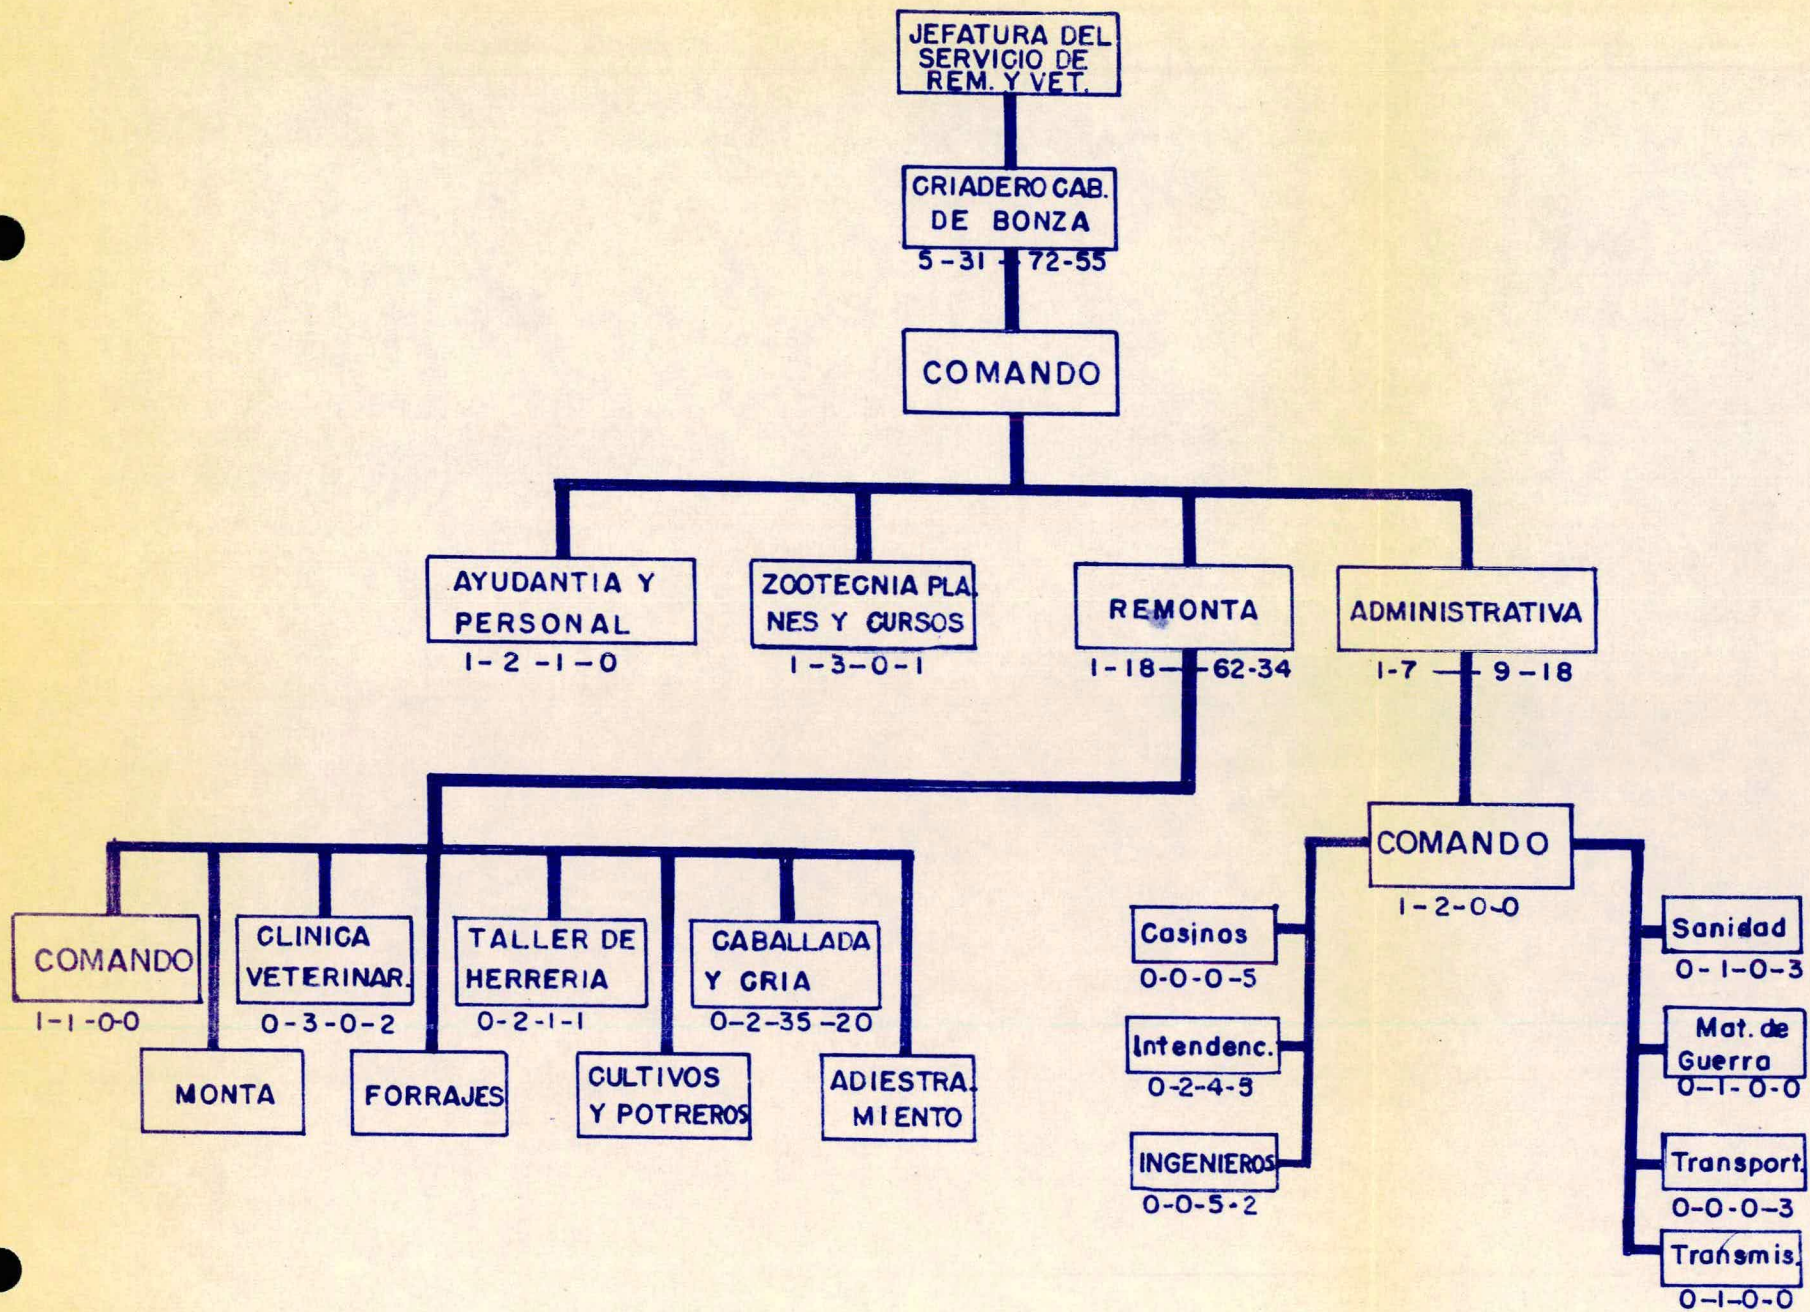 JEFATURA DEL
SERVICIO DE
REM. Y VET.
CRIADERO CAB.
DE BONZA
5-31-72-55
COMANDO
AYUDANTIA Y
PERSONAL
1-2-1-0
ZOOTECNIA PLA.
NES Y CURSOS
1-3-0-1
REMONTA
1-18-62-34
ADMINISTRATIVA
1-7-9-18
COMANDO
1-1-0-0
CLINICA
VETERINAR.
0-3-0-2
TALLER DE
HERRERIA
0-2-1-1
CABALLADA
Y CRIA
0-2-35-20
MONTA
FORRAJES
CULTIVOS
Y POTREROS
ADIESTRA.
MIENTO
COMANDO
1-2-0-0
Casinos
0-0-0-5
Intendenc.
0-2-4-5
INGENIEROS
0-0-5-2
Sanidad
0-1-0-3
Mat. de
Guerra
0-1-0-0
Transport.
0-0-0-3
Transmis.
0-1-0-0